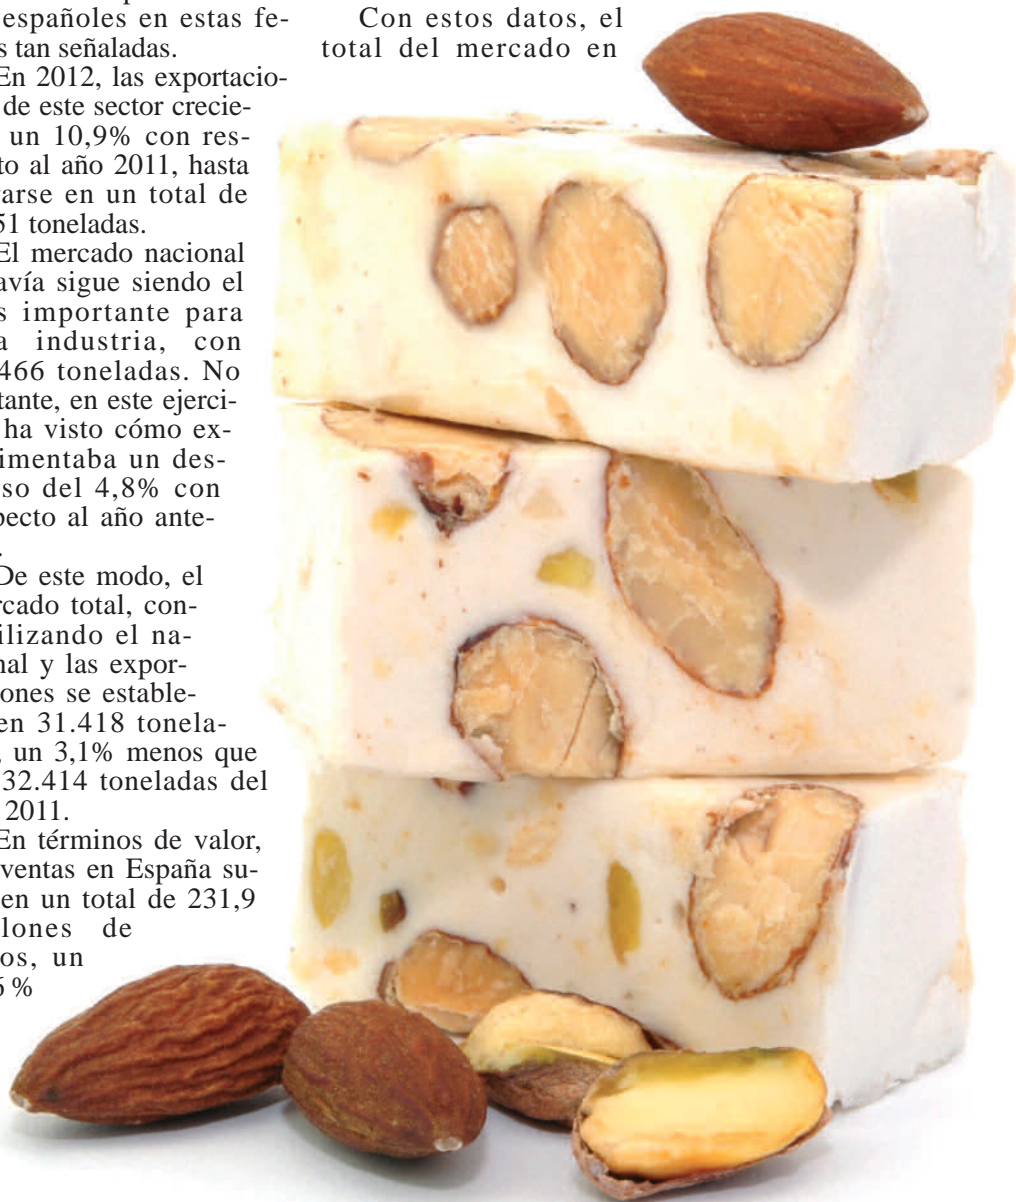 españoles en estas fe-
s tan señaladas.
En 2012, las exportacio-
de este sector crecie-
un 10,9% con res-
to al año 2011, hasta
rarse en un total de
51 toneladas.
El mercado nacional
avía sigue siendo el
s importante para
a industria, con
466 toneladas. No
tante, en este ejerci-
ha visto cómo ex-
imentaba un des-
so del 4,8% con
pecto al año ante-
.
De este modo, el
rcado total, con-
ilizando el na-
nal y las expor-
ones se estable-
en 31.418 tonela-
, un 3,1% menos que
32.414 toneladas del
2011.
En términos de valor,
ventas en España su-
en un total de 231,9
lones de
os, un
6%
Con estos datos, el
total del mercado en